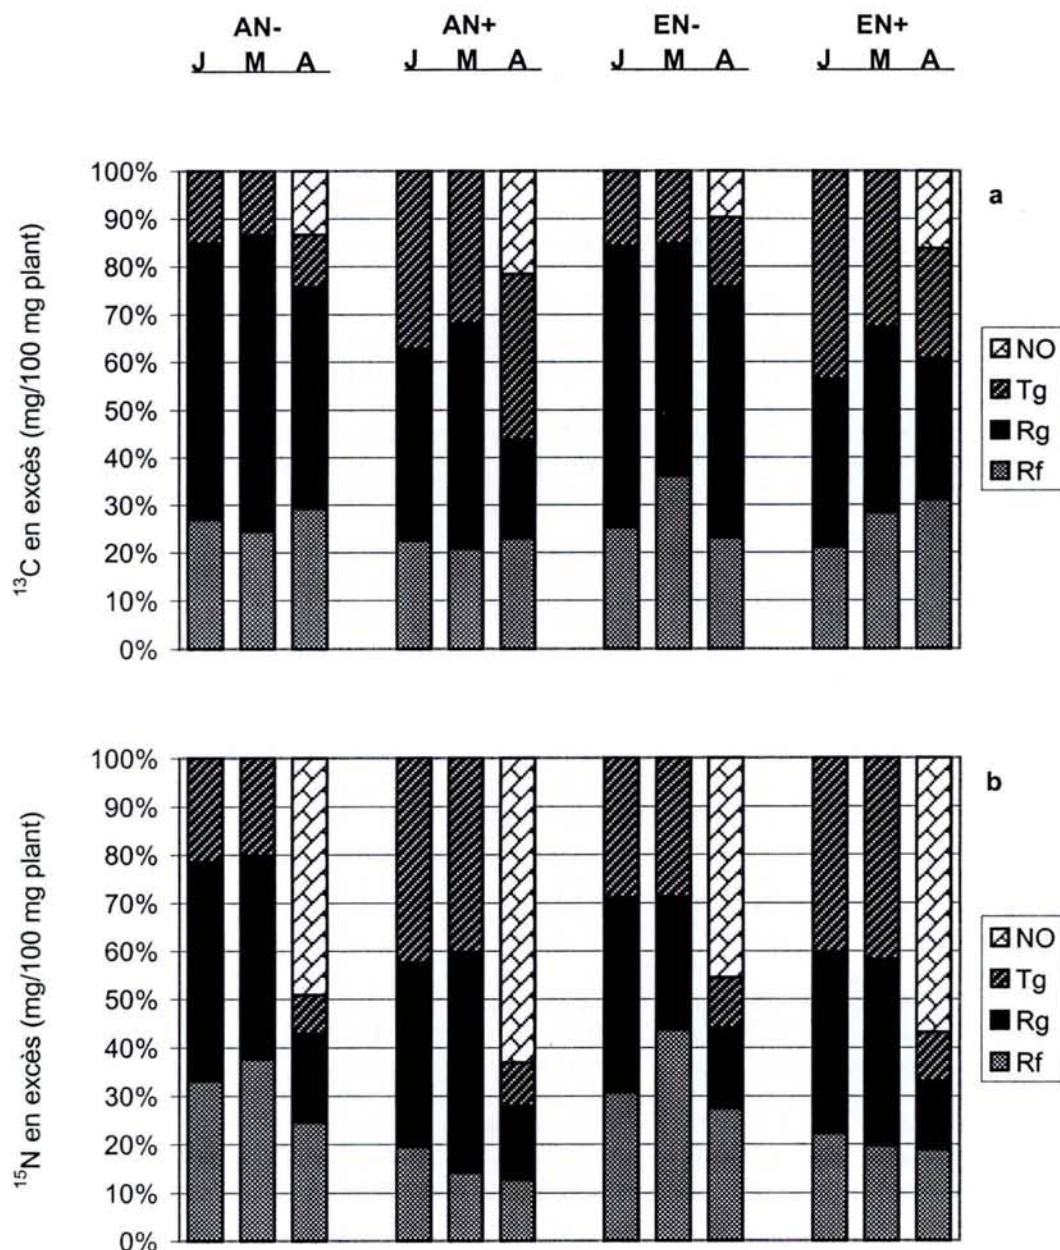 AN- AN+ EN- EN+
J M A J M A J M A J M A
a
100%
90%
80%
70%
60%
50%
40%
30%
20%
10%
0%
¹³C en excès (mg/100 mg plant)
NO
Tg
Rg
Rf
b
100%
90%
80%
70%
60%
50%
40%
30%
20%
10%
0%
¹⁵N en excès (mg/100 mg plant)
NO
Tg
Rg
Rf